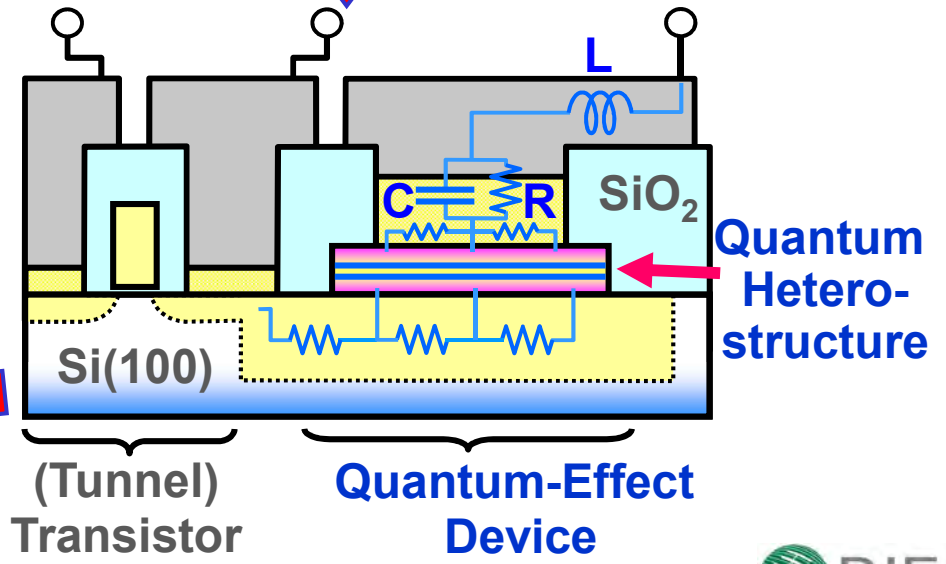 L
C
R
SiO₂
Quantum
Hetero-
structure
Si(100)
(Tunnel)
Transistor
Quantum-Effect
Device